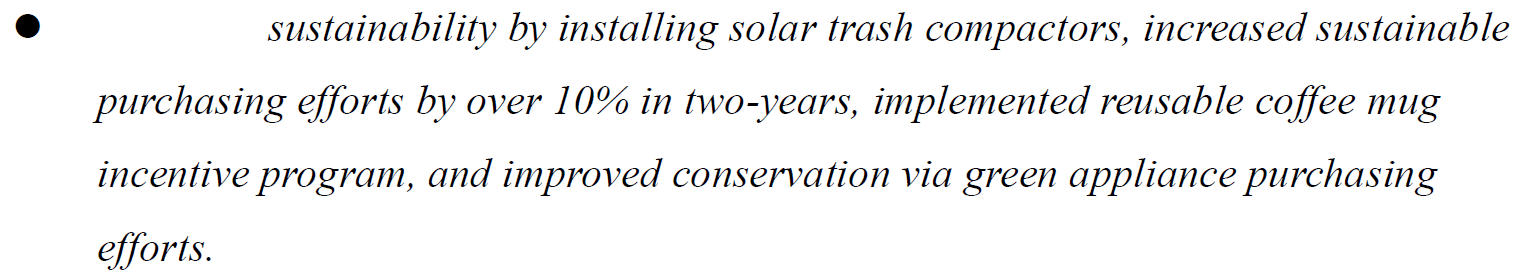 ● sustainability by installing solar trash compactors, increased sustainable
purchasing efforts by over 10% in two-years, implemented reusable coffee mug
incentive program, and improved conservation via green appliance purchasing
efforts.